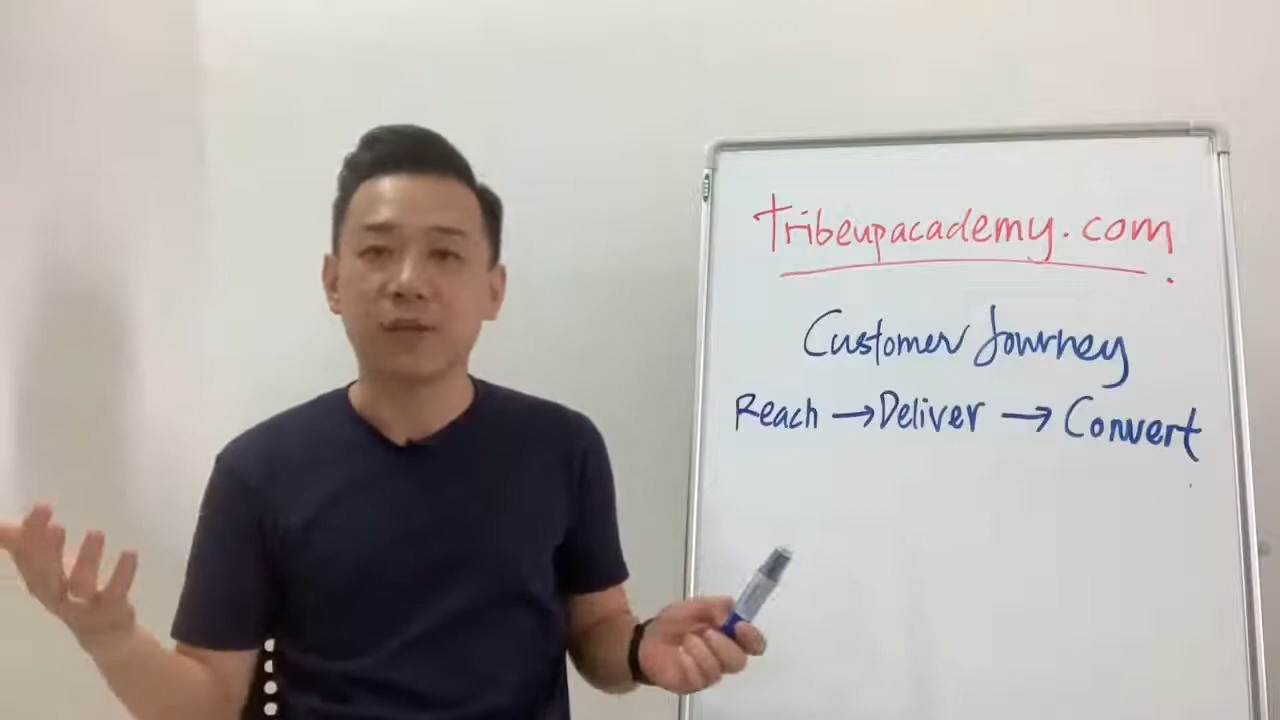 Tribeupacademy.com
Customer Journey
Reach → Deliver → Convert